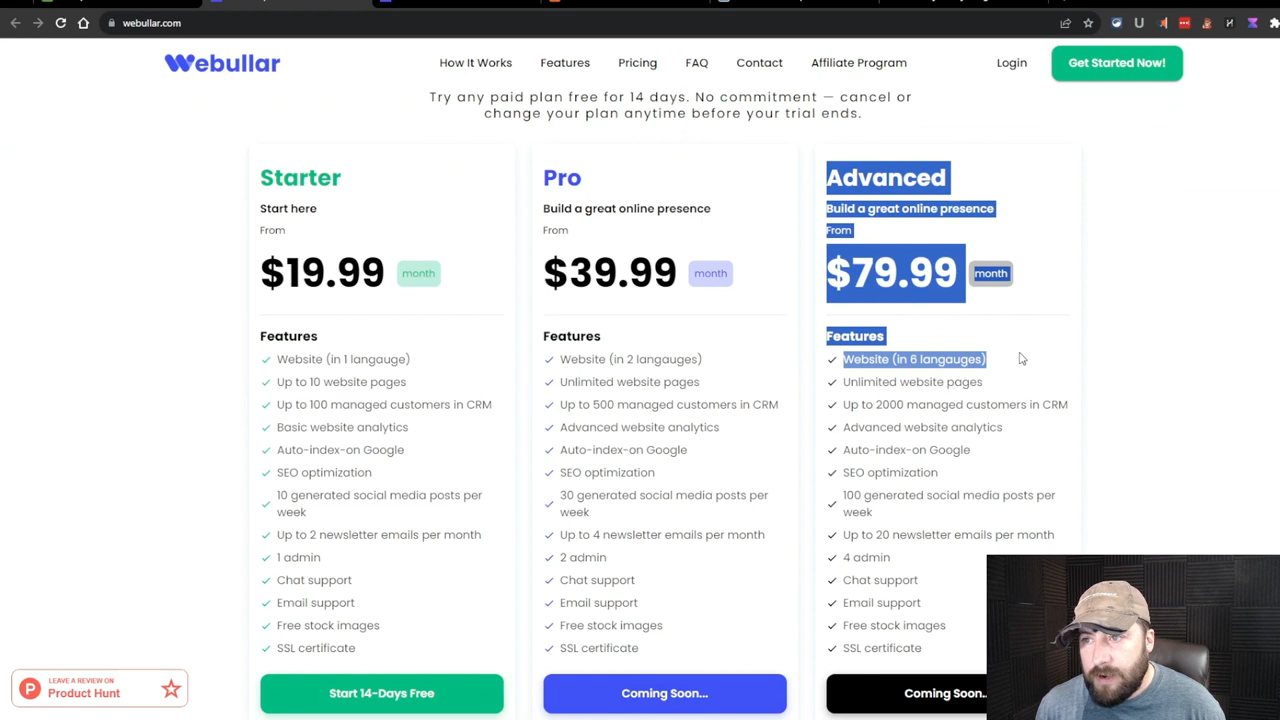 webullar.com
Webullar
How It Works
Features
Pricing
FAQ
Contact
Affiliate Program
Login
Get Started Now!
Try any paid plan free for 14 days. No commitment — cancel or
change your plan anytime before your trial ends.
Starter
Start here
From
$19.99 month
Features
Website (in 1 langauge)
Up to 10 website pages
Up to 100 managed customers in CRM
Basic website analytics
Auto-index-on Google
SEO optimization
10 generated social media posts per
week
Up to 2 newsletter emails per month
1 admin
Chat support
Email support
Free stock images
SSL certificate
Start 14-Days Free
Pro
Build a great online presence
From
$39.99 month
Features
Website (in 2 langauges)
Unlimited website pages
Up to 500 managed customers in CRM
Advanced website analytics
Auto-index-on Google
SEO optimization
30 generated social media posts per
week
Up to 4 newsletter emails per month
2 admin
Chat support
Email support
Free stock images
SSL certificate
Coming Soon...
Advanced
Build a great online presence
From
$79.99 month
Features
Website (in 6 langauges)
Unlimited website pages
Up to 2000 managed customers in CRM
Advanced website analytics
Auto-index-on Google
SEO optimization
100 generated social media posts per
week
Up to 20 newsletter emails per month
4 admin
Chat support
Email support
Free stock images
SSL certificate
Coming Soon..
P
LEAVE A REVIEW ON
Product Hunt